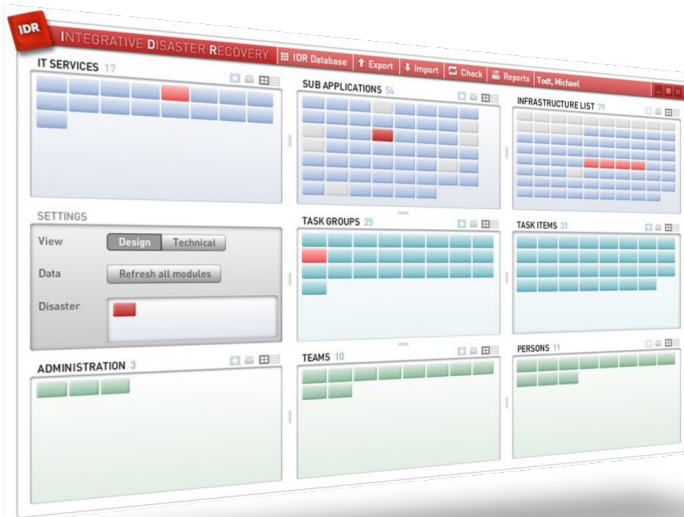 IDR
INTEGRATIVE DISASTER RECOVERY
IDR Database
Export
Import
Check
Reports
Todt, Michael
IT SERVICES 17
SUB APPLICATIONS 54
INFRASTRUCTURE LIST 79
SETTINGS
View
Design
Technical
Data
Refresh all modules
Disaster
TASK GROUPS 25
TASK ITEMS 31
ADMINISTRATION 3
TEAMS 10
PERSONS 11